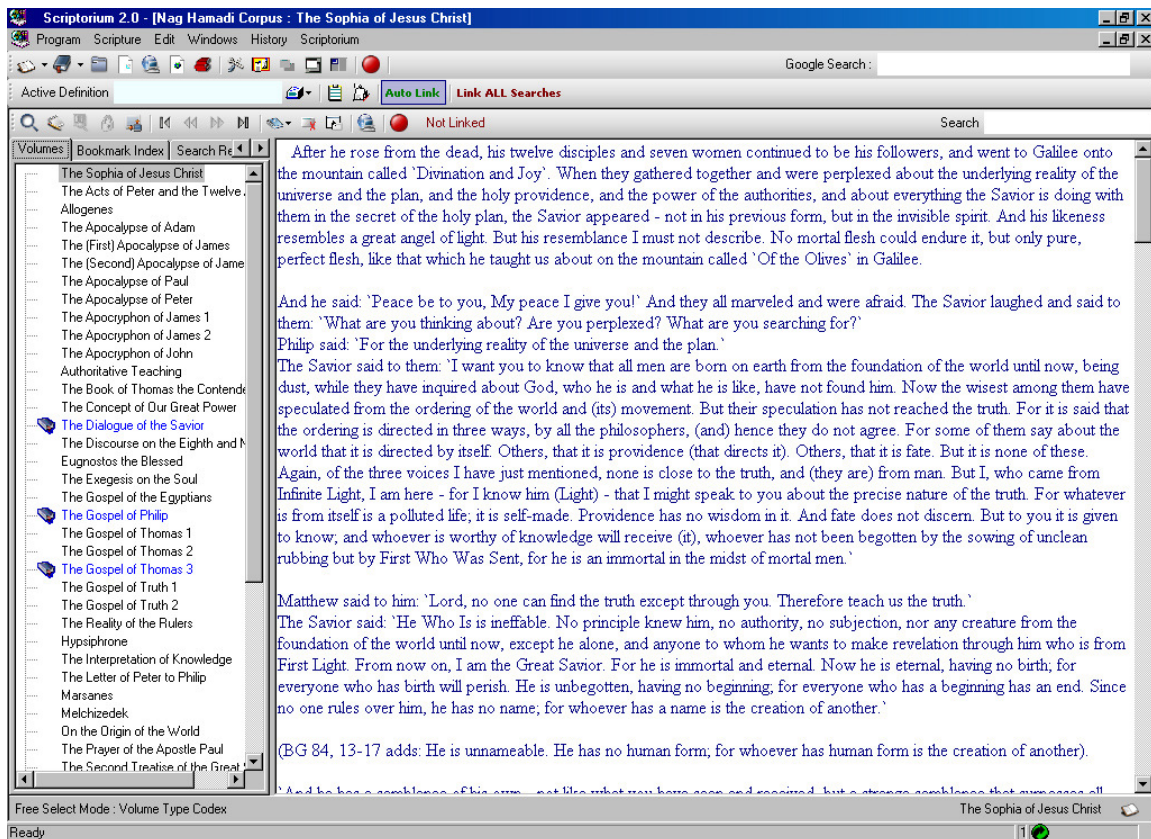 Scriptorium 2.0 - [Nag Hamadi Corpus : The Sophia of Jesus Christ]
Program Scripture Edit Windows History Scriptorium
Google Search :
Active Definition
Auto Link
Link ALL Searches
Not Linked
Search
Volumes
Bookmark Index
Search Re
The Sophia of Jesus Christ
The Acts of Peter and the Twelve
Allogenes
The Apocalypse of Adam
The (First) Apocalypse of James
The (Second) Apocalypse of Jame
The Apocalypse of Paul
The Apocalypse of Peter
The Apocryphon of James 1
The Apocryphon of James 2
The Apocryphon of John
Authoritative Teaching
The Book of Thomas the Contende
The Concept of Our Great Power
The Dialogue of the Savior
The Discourse on the Eighth and N
Eugnostos the Blessed
The Exegesis on the Soul
The Gospel of the Egyptians
The Gospel of Philip
The Gospel of Thomas 1
The Gospel of Thomas 2
The Gospel of Thomas 3
The Gospel of Truth 1
The Gospel of Truth 2
The Reality of the Rulers
Hypsiphrone
The Interpretation of Knowledge
The Letter of Peter to Philip
Marsanes
Melchizedek
On the Origin of the World
The Prayer of the Apostle Paul
The Second Treatise of the Great
After he rose from the dead, his twelve disciples and seven women continued to be his followers, and went to Galilee onto
the mountain called `Divination and Joy`. When they gathered together and were perplexed about the underlying reality of the
universe and the plan, and the holy providence, and the power of the authorities, and about everything the Savior is doing with
them in the secret of the holy plan, the Savior appeared - not in his previous form, but in the invisible spirit. And his likeness
resembles a great angel of light. But his resemblance I must not describe. No mortal flesh could endure it, but only pure,
perfect flesh, like that which he taught us about on the mountain called `Of the Olives` in Galilee.
And he said: `Peace be to you, My peace I give you!` And they all marveled and were afraid. The Savior laughed and said to
them: `What are you thinking about? Are you perplexed? What are you searching for?`
Philip said: `For the underlying reality of the universe and the plan.`
The Savior said to them: `I want you to know that all men are born on earth from the foundation of the world until now, being
dust, while they have inquired about God, who he is and what he is like, have not found him. Now the wisest among them have
speculated from the ordering of the world and (its) movement. But their speculation has not reached the truth. For it is said that
the ordering is directed in three ways, by all the philosophers, (and) hence they do not agree. For some of them say about the
world that it is directed by itself. Others, that it is providence (that directs it). Others, that it is fate. But it is none of these.
Again, of the three voices I have just mentioned, none is close to the truth, and (they are) from man. But I, who came from
Infinite Light, I am here - for I know him (Light) - that I might speak to you about the precise nature of the truth. For whatever
is from itself is a polluted life; it is self-made. Providence has no wisdom in it. And fate does not discern. But to you it is given
to know; and whoever is worthy of knowledge will receive (it), whoever has not been begotten by the sowing of unclean
rubbing but by First Who Was Sent, for he is an immortal in the midst of mortal men.`
Matthew said to him: `Lord, no one can find the truth except through you. Therefore teach us the truth.`
The Savior said: `He Who Is is ineffable. No principle knew him, no authority, no subjection, nor any creature from the
foundation of the world until now, except he alone, and anyone to whom he wants to make revelation through him who is from
First Light. From now on, I am the Great Savior. For he is immortal and eternal. Now he is eternal, having no birth; for
everyone who has birth will perish. He is unbegotten, having no beginning; for everyone who has a beginning has an end. Since
no one rules over him, he has no name; for whoever has a name is the creation of another.`
(BG 84, 13-17 adds: He is unnameable. He has no human form; for whoever has human form is the creation of another).
`And he has a semblance of his own - not like what you have seen and received, but a strange semblance that surpasses all
Free Select Mode : Volume Type Codex
The Sophia of Jesus Christ
Ready
1